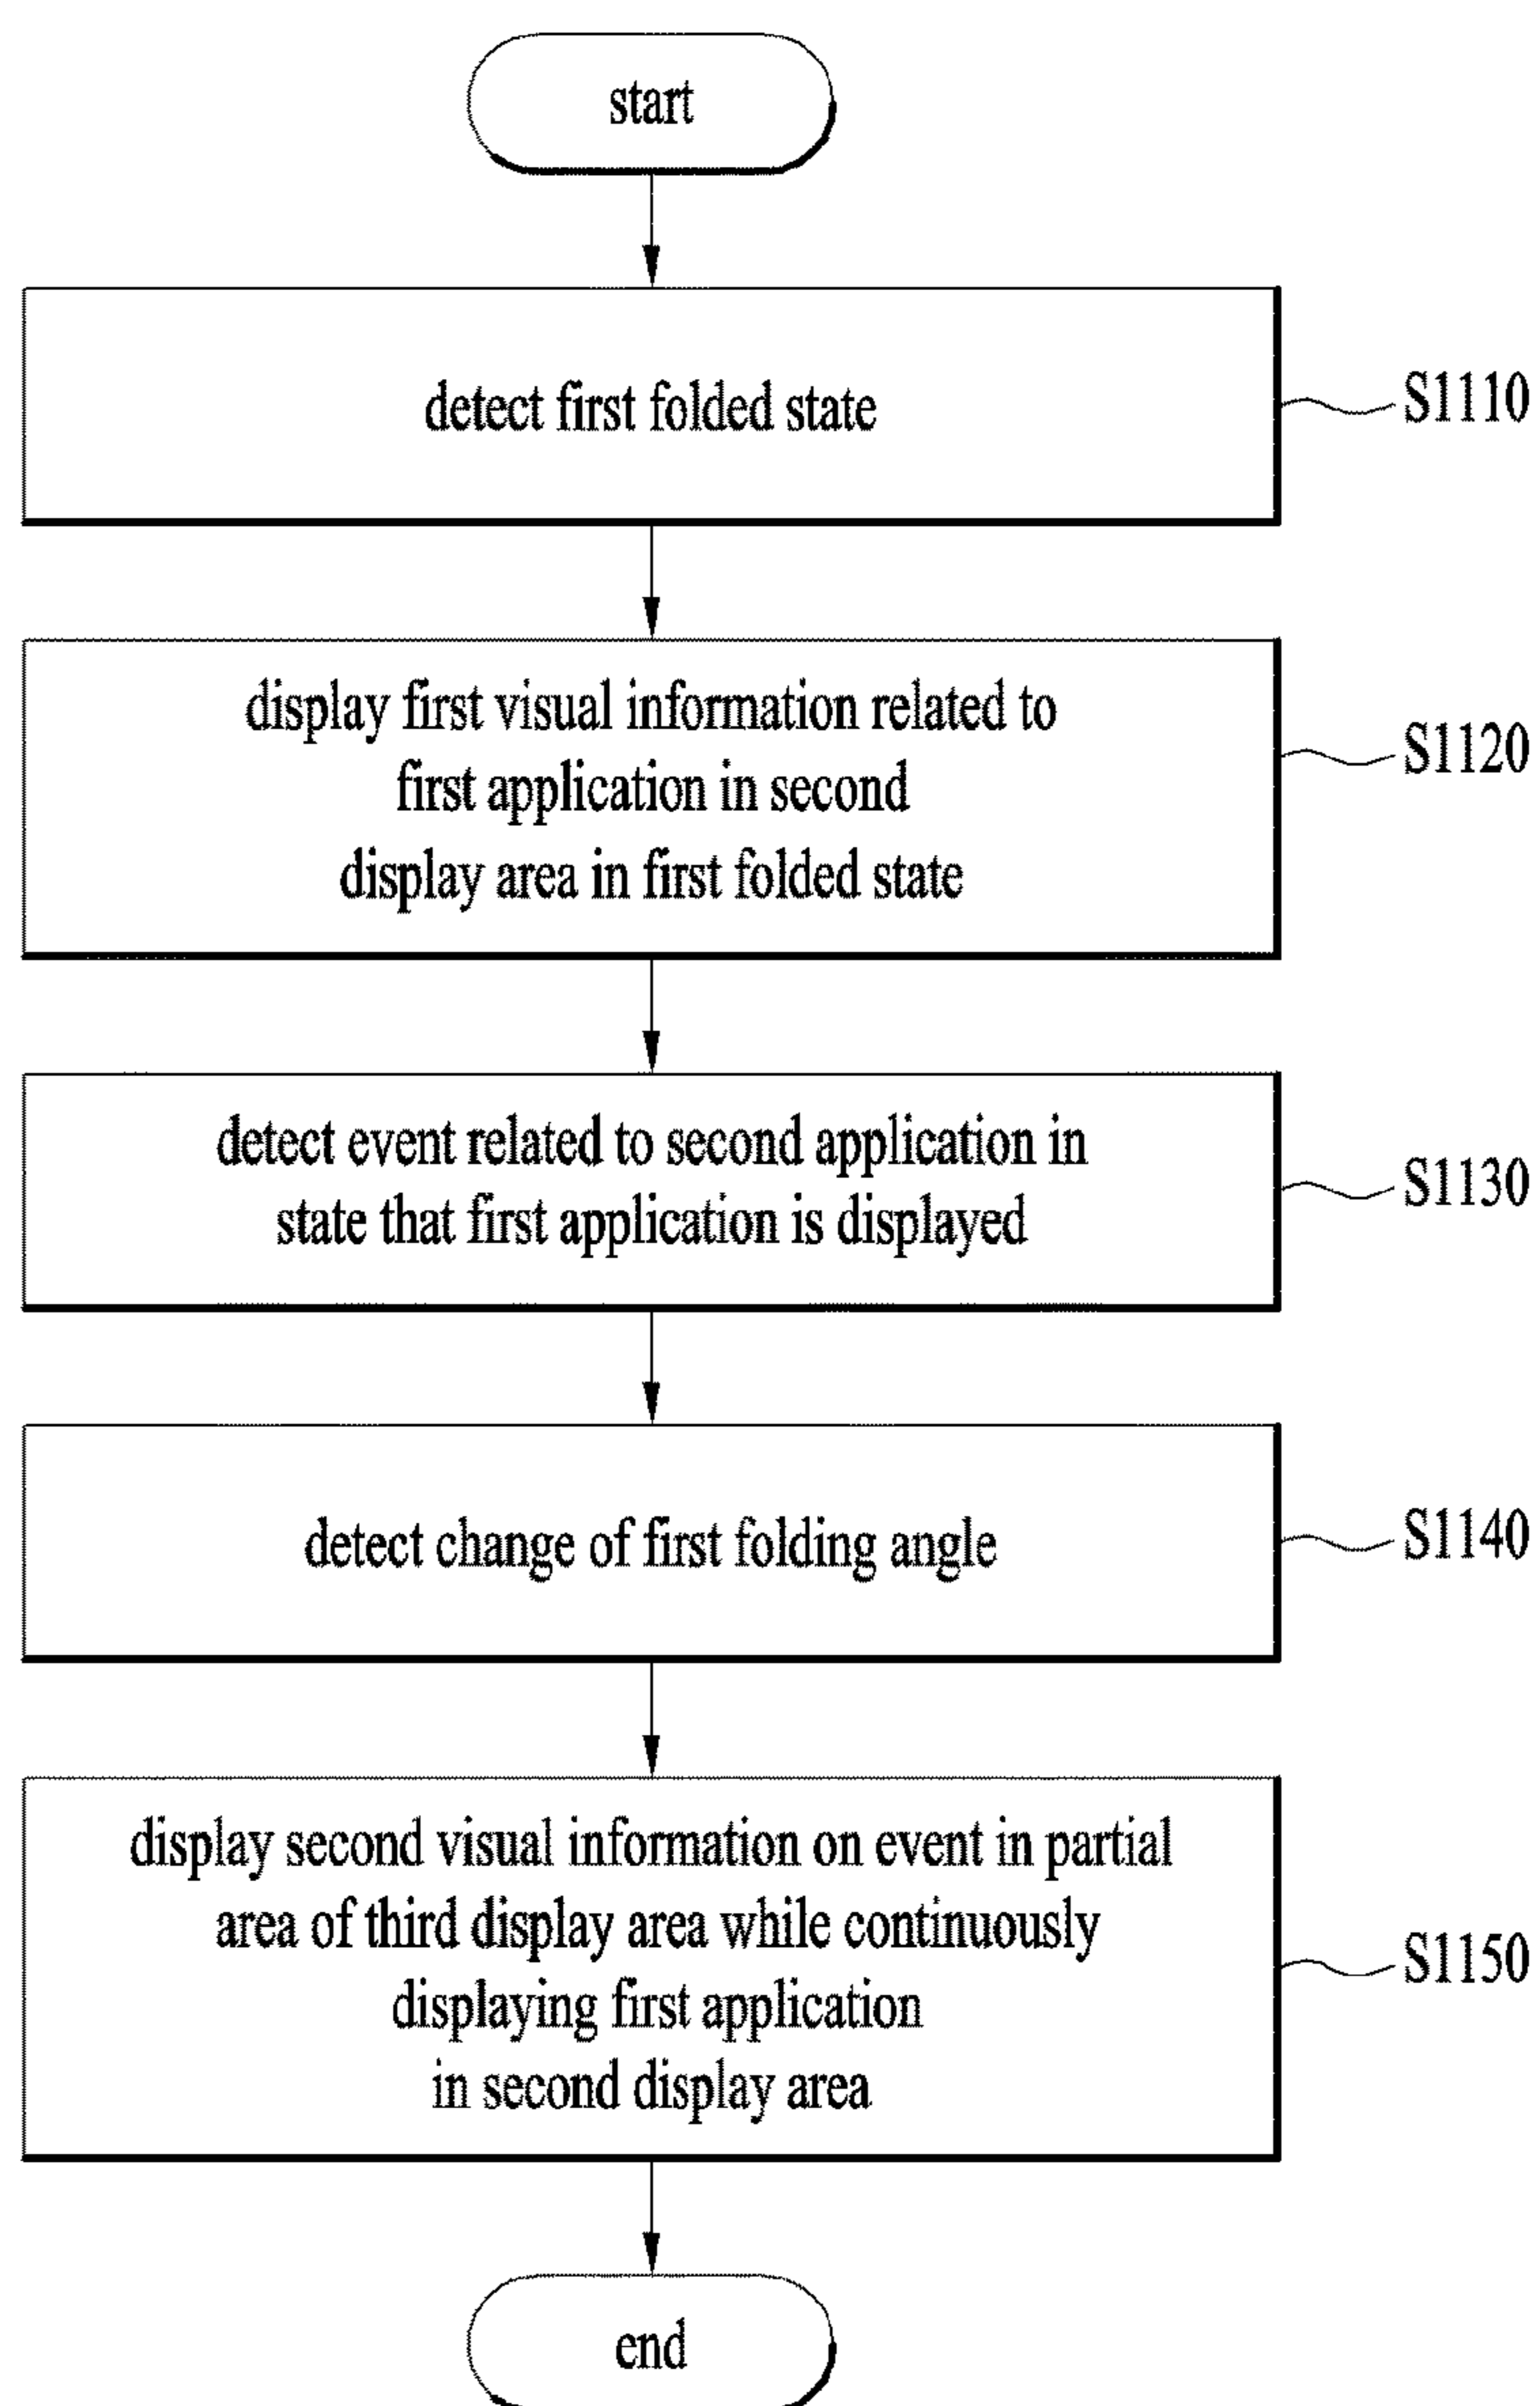 start
detect first folded state
S1110
display first visual information related to
first application in second
display area in first folded state
S1120
detect event related to second application in
state that first application is displayed
S1130
detect change of first folding angle
S1140
display second visual information on event in partial
area of third display area while continuously
displaying first application
in second display area
S1150
end